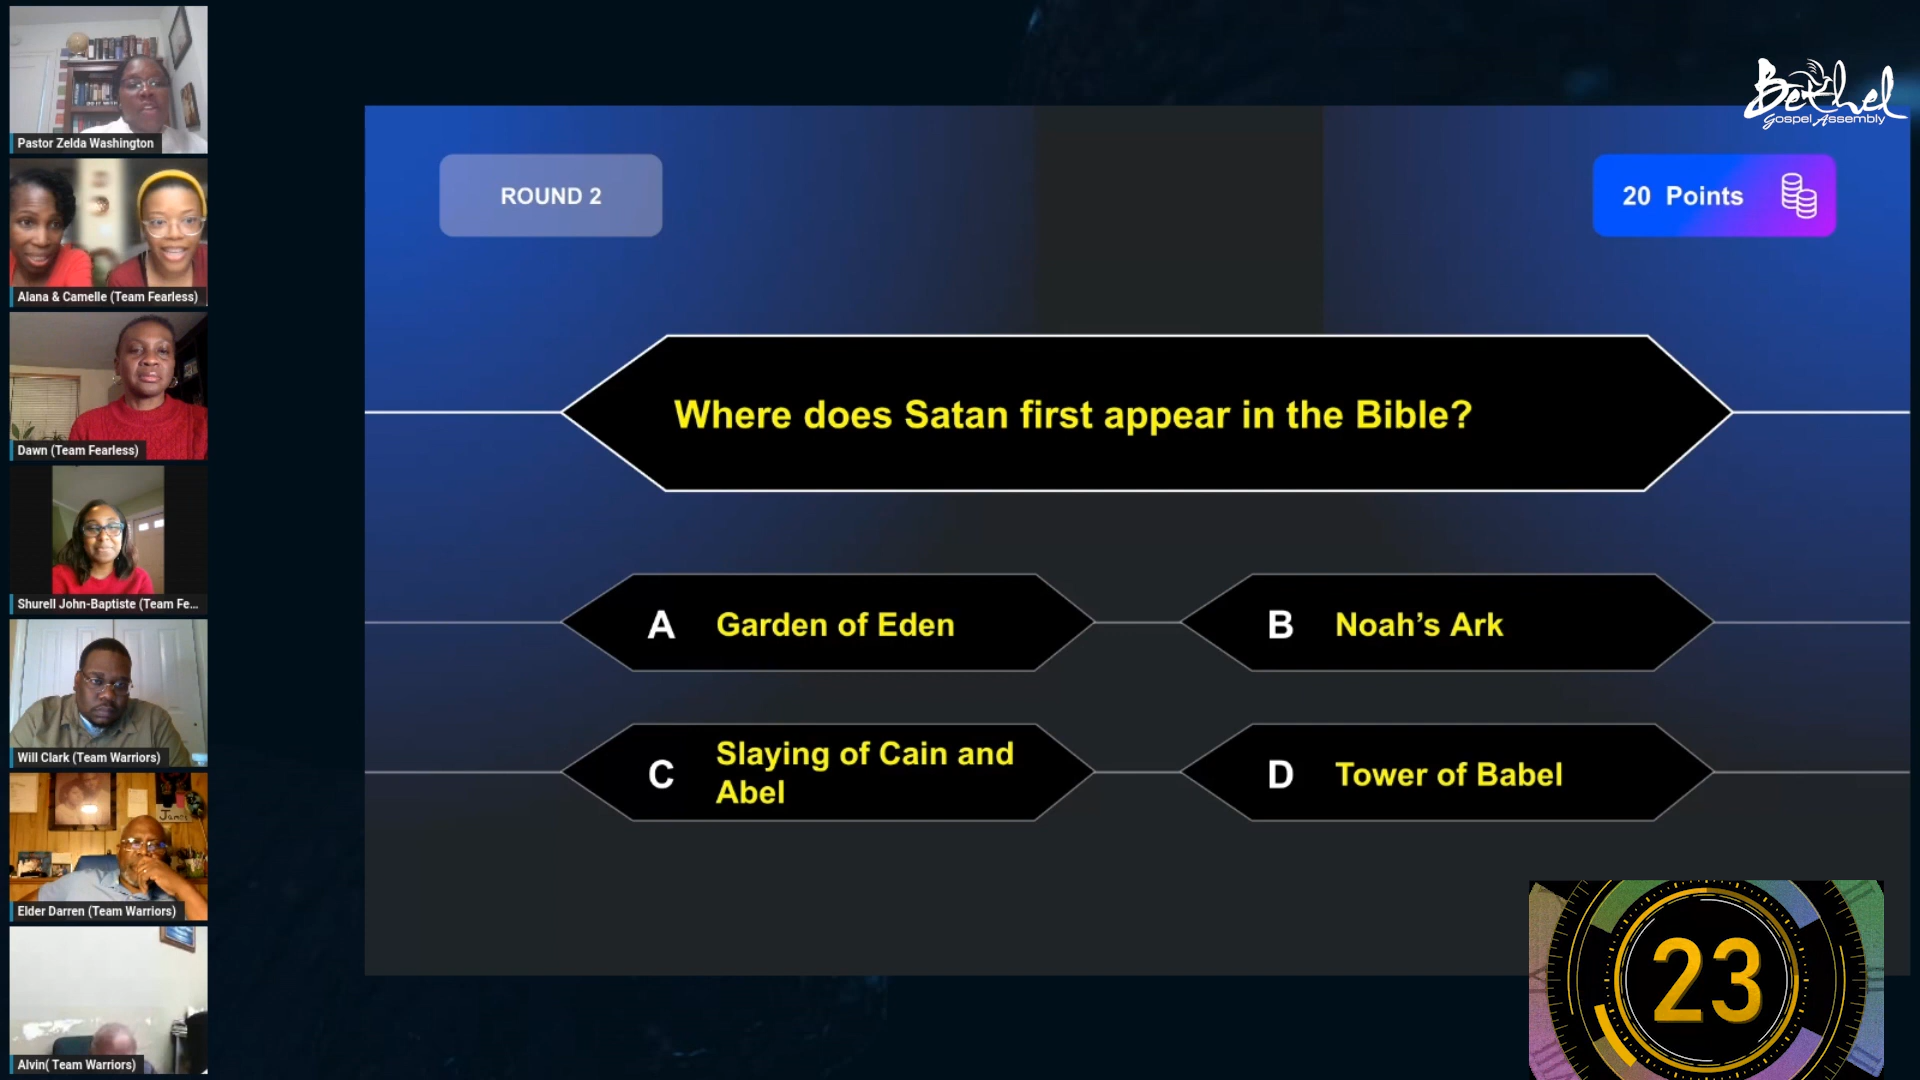 Pastor Zelda Washington
Alana & Camelle (Team Fearless)
Dawn (Team Fearless)
Shurell John-Baptiste (Team Fe...
Will Clark (Team Warriors)
Elder Darren (Team Warriors)
Alvin( Team Warriors)
Bethel
Gospel Assembly
ROUND 2
20 Points
Where does Satan first appear in the Bible?
A Garden of Eden
B Noah’s Ark
C Slaying of Cain and
Abel
D Tower of Babel
23